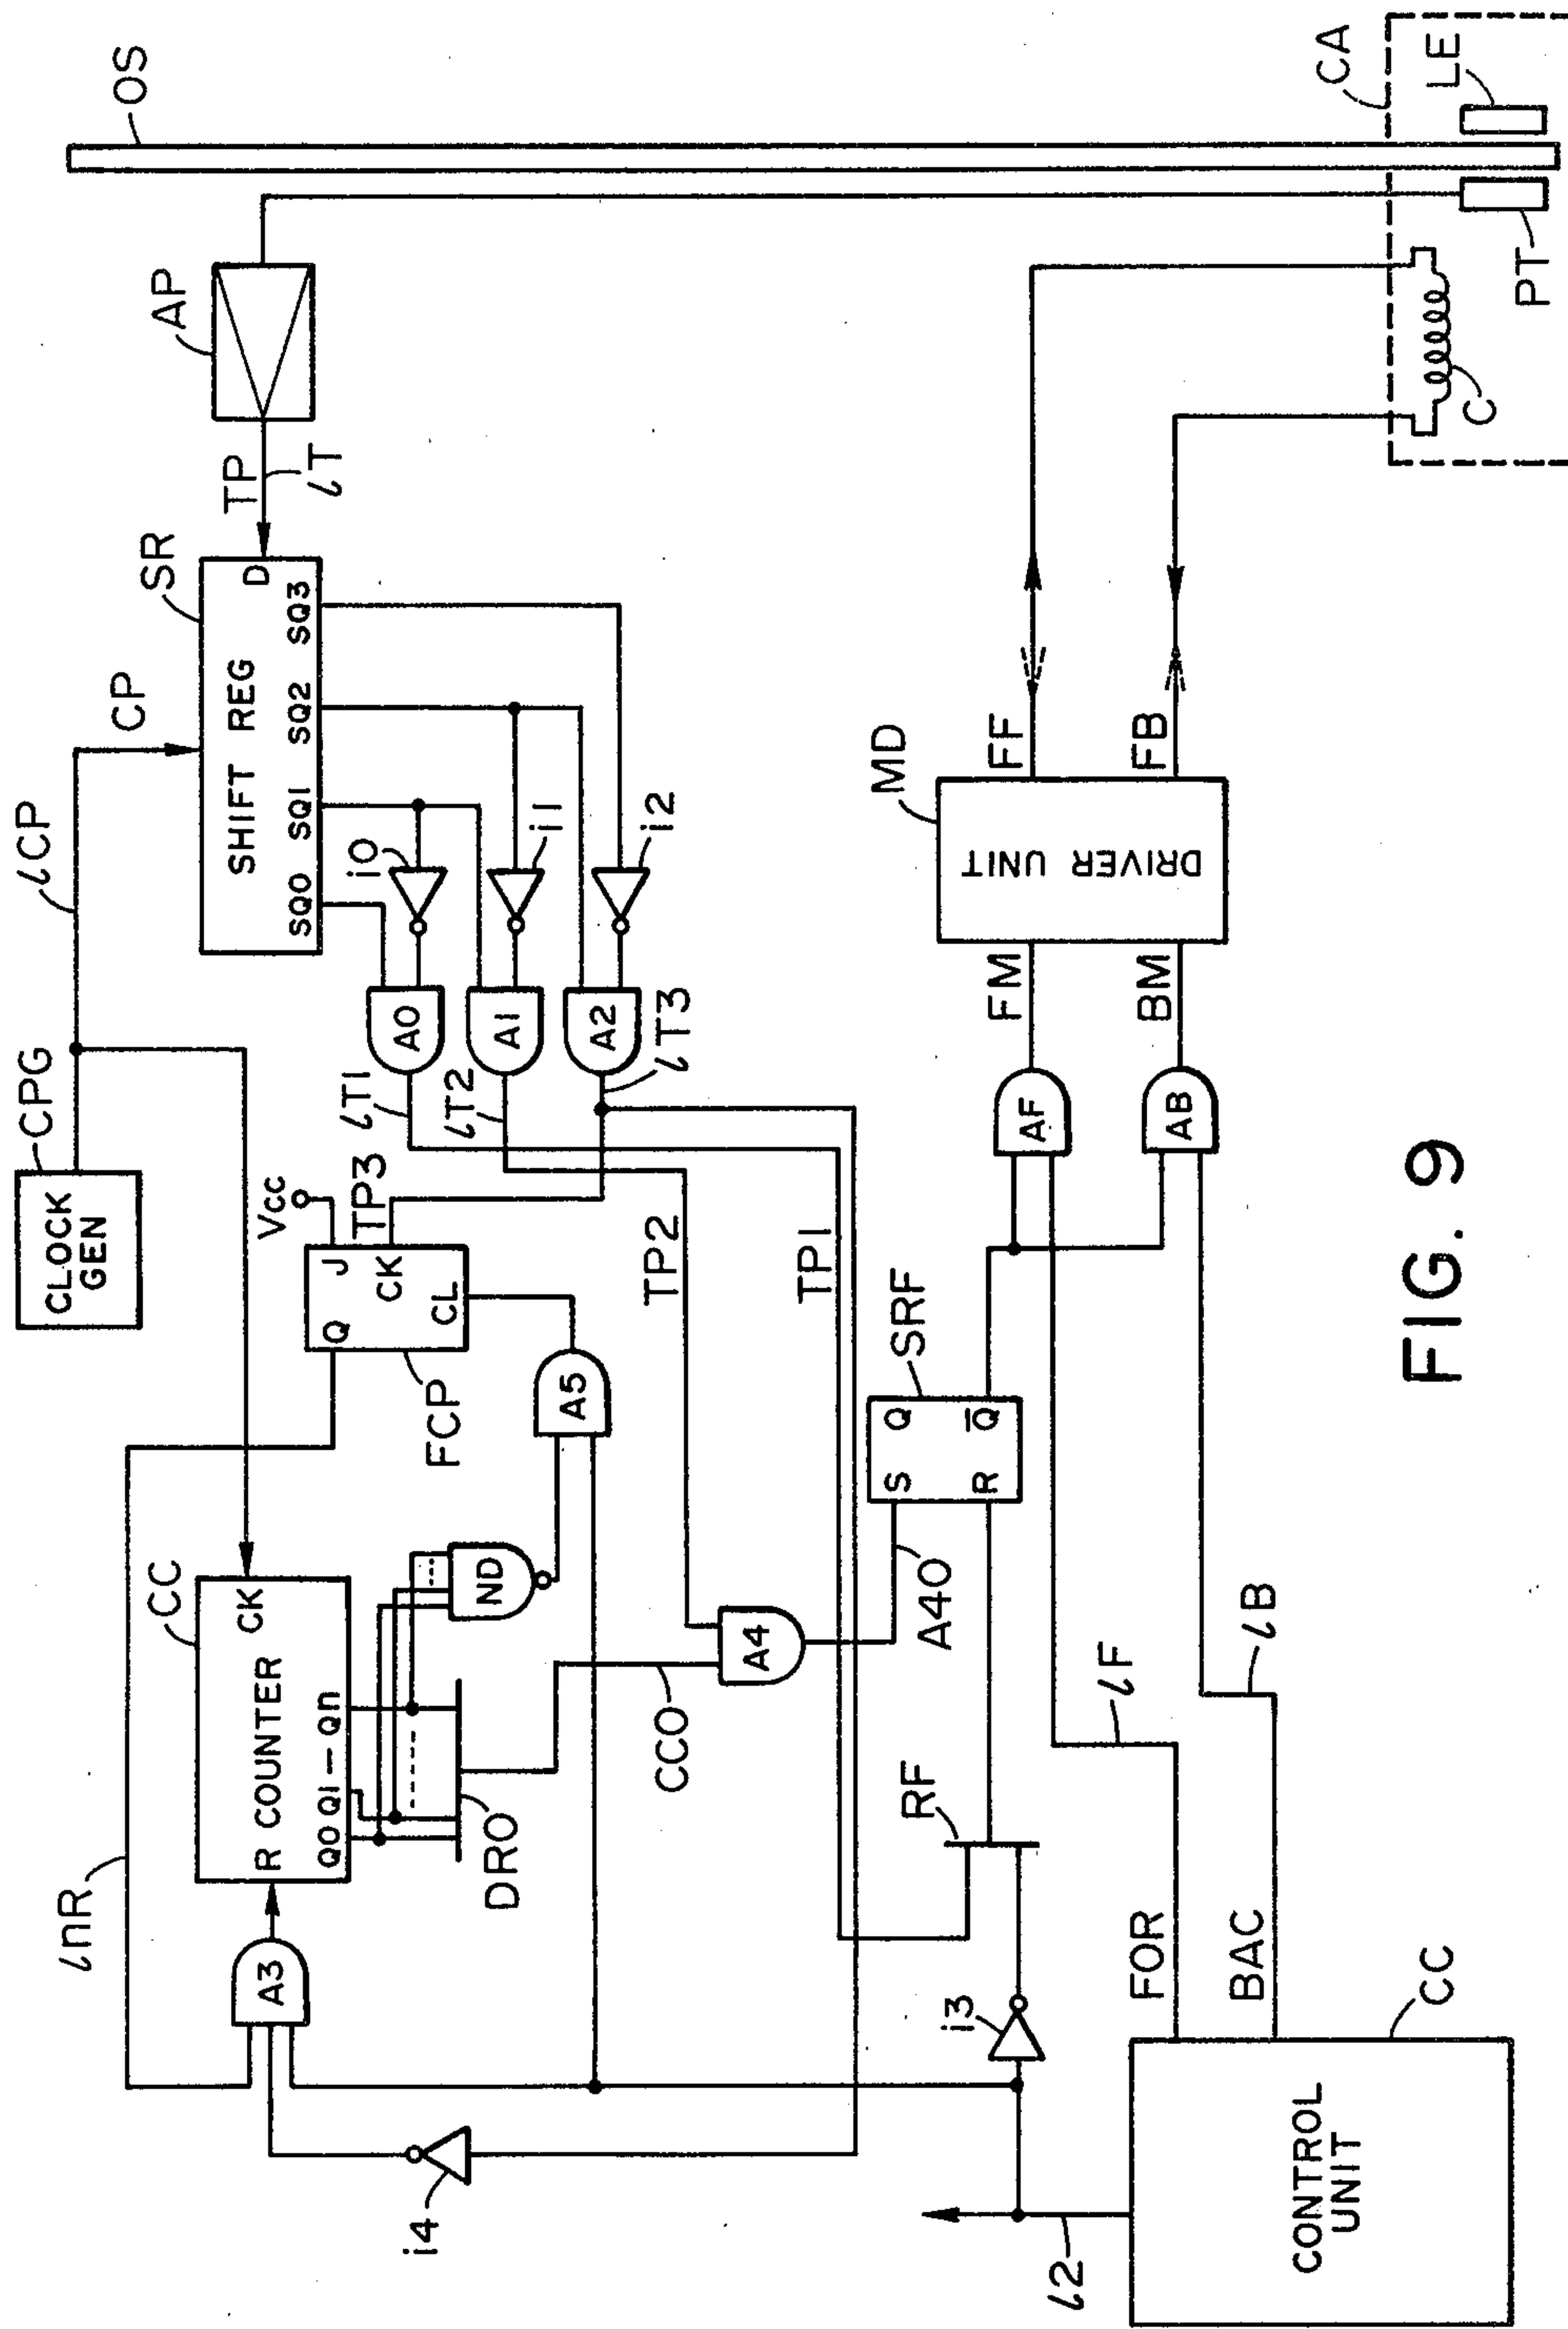 OS
CA
LE
PT
C
AP
TP
ℓT
SR
D
SHIFT REG
SQ0 SQ1 SQ2 SQ3
CP
ℓCP
CPG
CLOCK
GEN
i0
i1
i2
A0
A1
A2
ℓT1
ℓT2
ℓT3
Vcc
TP3
J
CK
CL
Q
FCP
A5
TP2
TP1
CC
CK
R COUNTER
Q0 Q1 — Qn
ND
DRO
CCO
A4
A40
ℓnR
A3
i4
SRF
S Q
R Q̅
RF
i3
AF
AB
FM
BM
MD
DRIVER UNIT
FF
FB
ℓF
ℓB
FOR
BAC
CC
CONTROL
UNIT
ℓ2
FIG. 9